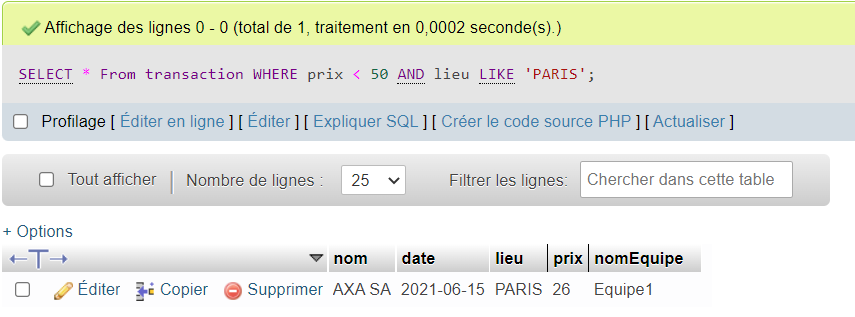 Affichage des lignes 0 - 0 (total de 1, traitement en 0,0002 seconde(s).)
SELECT * From transaction WHERE prix < 50 AND lieu LIKE 'PARIS';
Profilage [ Éditer en ligne ] [ Éditer ] [ Expliquer SQL ] [ Créer le code source PHP ] [ Actualiser ]
Tout afficher Nombre de lignes : 25 Filtrer les lignes: Chercher dans cette table
+ Options
←T→ nom date lieu prix nomEquipe
Éditer Copier Supprimer AXA SA 2021-06-15 PARIS 26 Equipe1